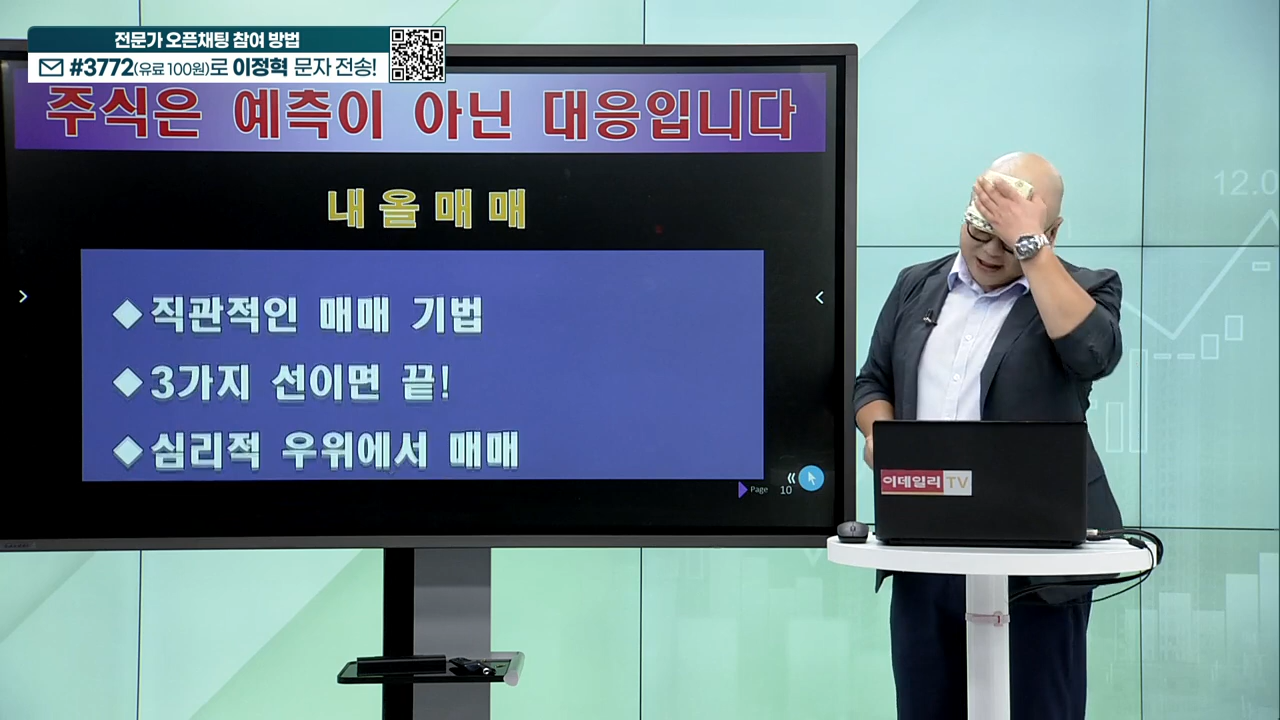 전문가 오픈채팅 참여 방법
#3772(유료 100원)로 이정혁 문자 전송!
주식은 예측이 아닌 대응입니다
내올매매
◆직관적인 매매 기법
◆3가지 선이면 끝!
◆심리적 우위에서 매매
Page 10
이데일리TV
12.0